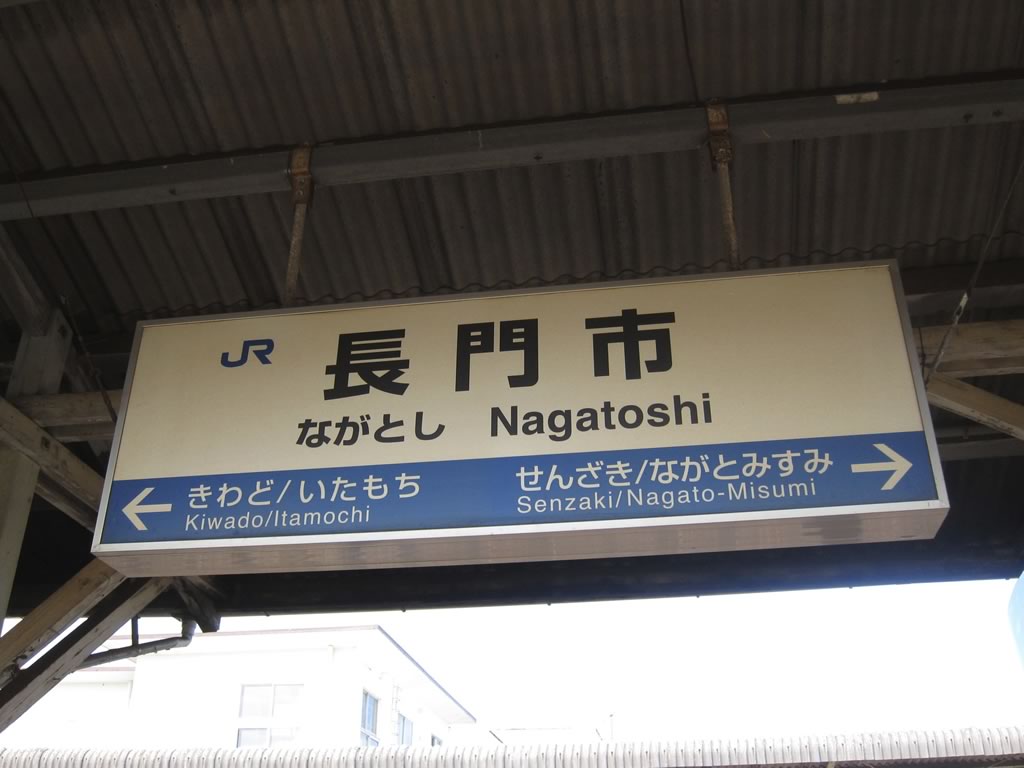 JR 長門市
ながとし Nagatoshi
← きわど/いたもち
Kiwado/Itamochi
せんざき/ながとみすみ →
Senzaki/Nagato-Misumi